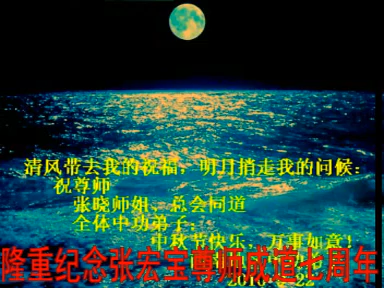 清风带去我的祝福，明月捎走我的问候：
祝尊师
张晓师姐、总会同道
全体中功弟子：
中秋节快乐，万事如意！
隆重纪念张宏宝尊师成道七周年